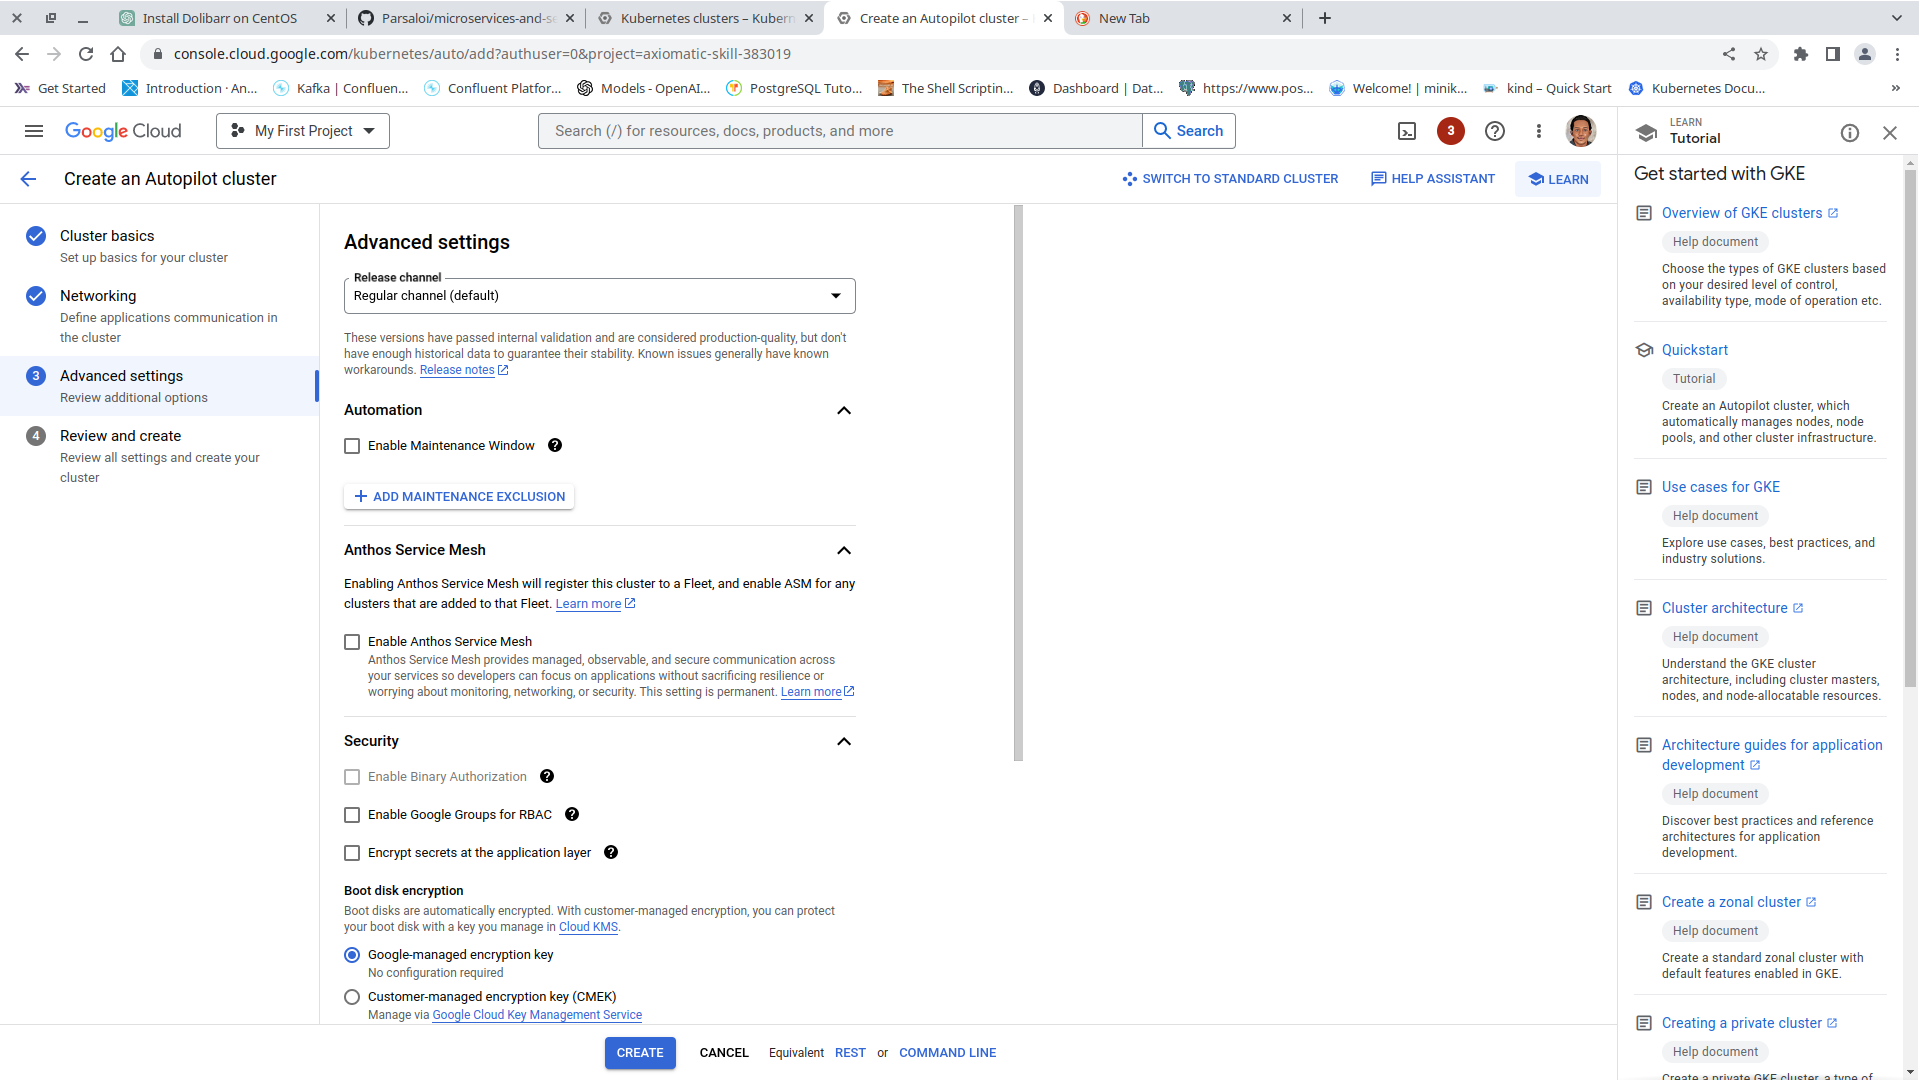 Install Dolibarr on CentOS
Parsaloi/microservices-and-se
Kubernetes clusters – Kubern
Create an Autopilot cluster –
New Tab
console.cloud.google.com/kubernetes/auto/add?authuser=0&project=axiomatic-skill-383019
Get Started
Introduction · An...
Kafka | Confluen...
Confluent Platfor...
Models - OpenAI...
PostgreSQL Tuto...
The Shell Scriptin...
Dashboard | Dat...
https://www.pos...
Welcome! | minik...
kind – Quick Start
Kubernetes Docu...
»
Google Cloud
My First Project
Search (/) for resources, docs, products, and more
Search
3
LEARN
Tutorial
Create an Autopilot cluster
SWITCH TO STANDARD CLUSTER
HELP ASSISTANT
LEARN
Cluster basics
Set up basics for your cluster
Networking
Define applications communication in
the cluster
3
Advanced settings
Review additional options
4
Review and create
Review all settings and create your
cluster
Advanced settings
Release channel
Regular channel (default)
These versions have passed internal validation and are considered production-quality, but don't
have enough historical data to guarantee their stability. Known issues generally have known
workarounds. Release notes
Automation
Enable Maintenance Window
ADD MAINTENANCE EXCLUSION
Anthos Service Mesh
Enabling Anthos Service Mesh will register this cluster to a Fleet, and enable ASM for any
clusters that are added to that Fleet. Learn more
Enable Anthos Service Mesh
Anthos Service Mesh provides managed, observable, and secure communication across
your services so developers can focus on applications without sacrificing resilience or
worrying about monitoring, networking, or security. This setting is permanent. Learn more
Security
Enable Binary Authorization
Enable Google Groups for RBAC
Encrypt secrets at the application layer
Boot disk encryption
Boot disks are automatically encrypted. With customer-managed encryption, you can protect
your boot disk with a key you manage in Cloud KMS.
Google-managed encryption key
No configuration required
Customer-managed encryption key (CMEK)
Manage via Google Cloud Key Management Service
CREATE
CANCEL
Equivalent REST or COMMAND LINE
Get started with GKE
Overview of GKE clusters
Help document
Choose the types of GKE clusters based
on your desired level of control,
availability type, mode of operation etc.
Quickstart
Tutorial
Create an Autopilot cluster, which
automatically manages nodes, node
pools, and other cluster infrastructure.
Use cases for GKE
Help document
Explore use cases, best practices, and
industry solutions.
Cluster architecture
Help document
Understand the GKE cluster
architecture, including cluster masters,
nodes, and node-allocatable resources.
Architecture guides for application
development
Help document
Discover best practices and reference
architectures for application
development.
Create a zonal cluster
Help document
Create a standard zonal cluster with
default features enabled in GKE.
Creating a private cluster
Help document
Create a private GKE cluster, a type of